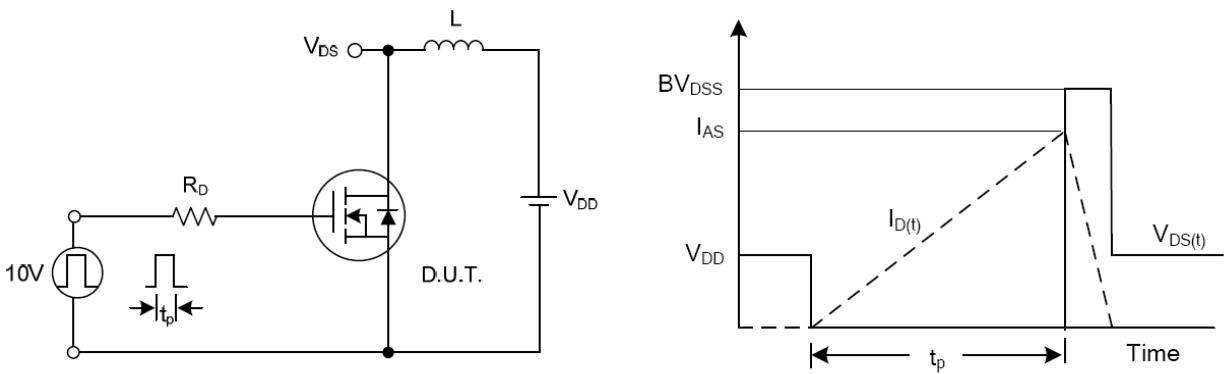 L
V_DS
R_D
V_DD
10V
t_p
D.U.T.
BV_DSS
I_AS
I_D(t)
V_DD
V_DS(t)
t_p
Time